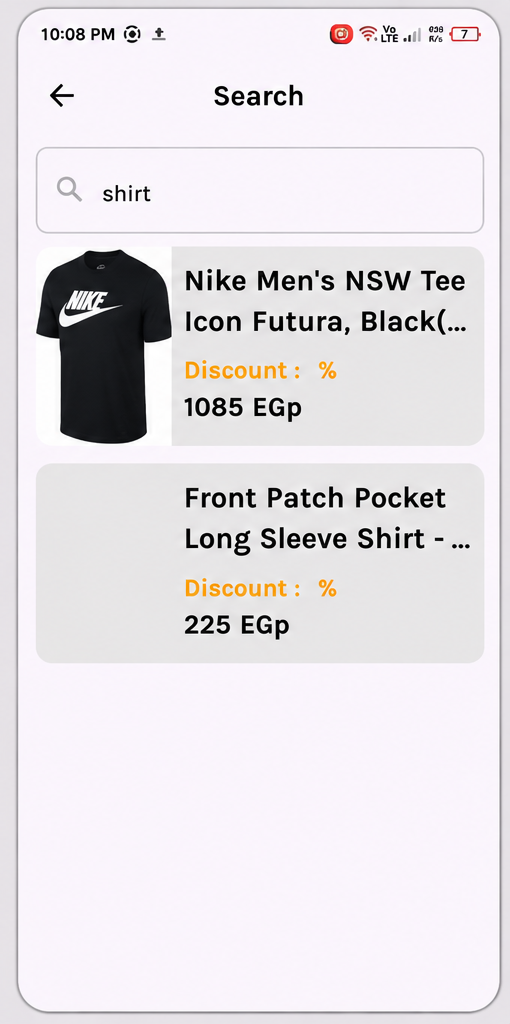 10:08 PM
Vo
LTE
7
Search
shirt
NIKE
Nike Men's NSW Tee
Icon Futura, Black(...
Discount : %
1085 EGp
Front Patch Pocket
Long Sleeve Shirt - ...
Discount : %
225 EGp